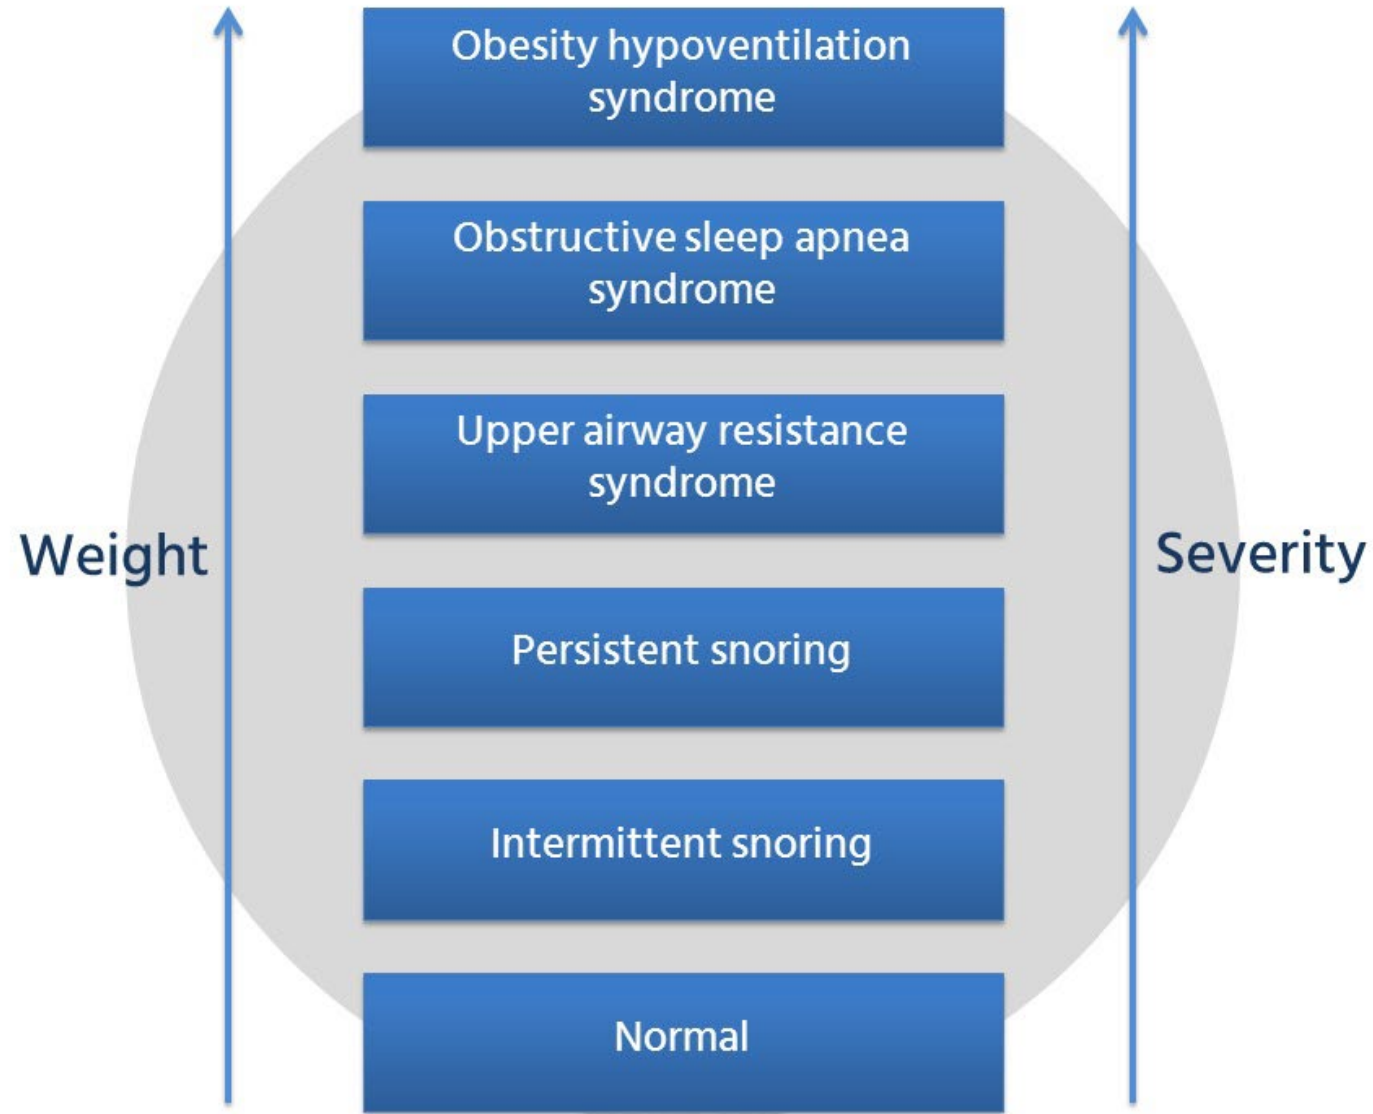 Obesity hypoventilation
syndrome
Obstructive sleep apnea
syndrome
Upper airway resistance
syndrome
Weight
Severity
Persistent snoring
Intermittent snoring
Normal